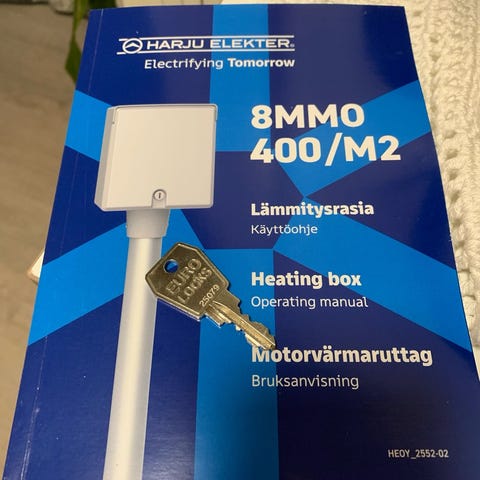 HARJU ELEKTER®
Electrifying Tomorrow
8MMO
400/M2
Lämmitysrasia
Käyttöohje
EURO
LOCKS
25079
Heating box
Operating manual
Motorvärmaruttag
Bruksanvisning
HEOY_2552-02